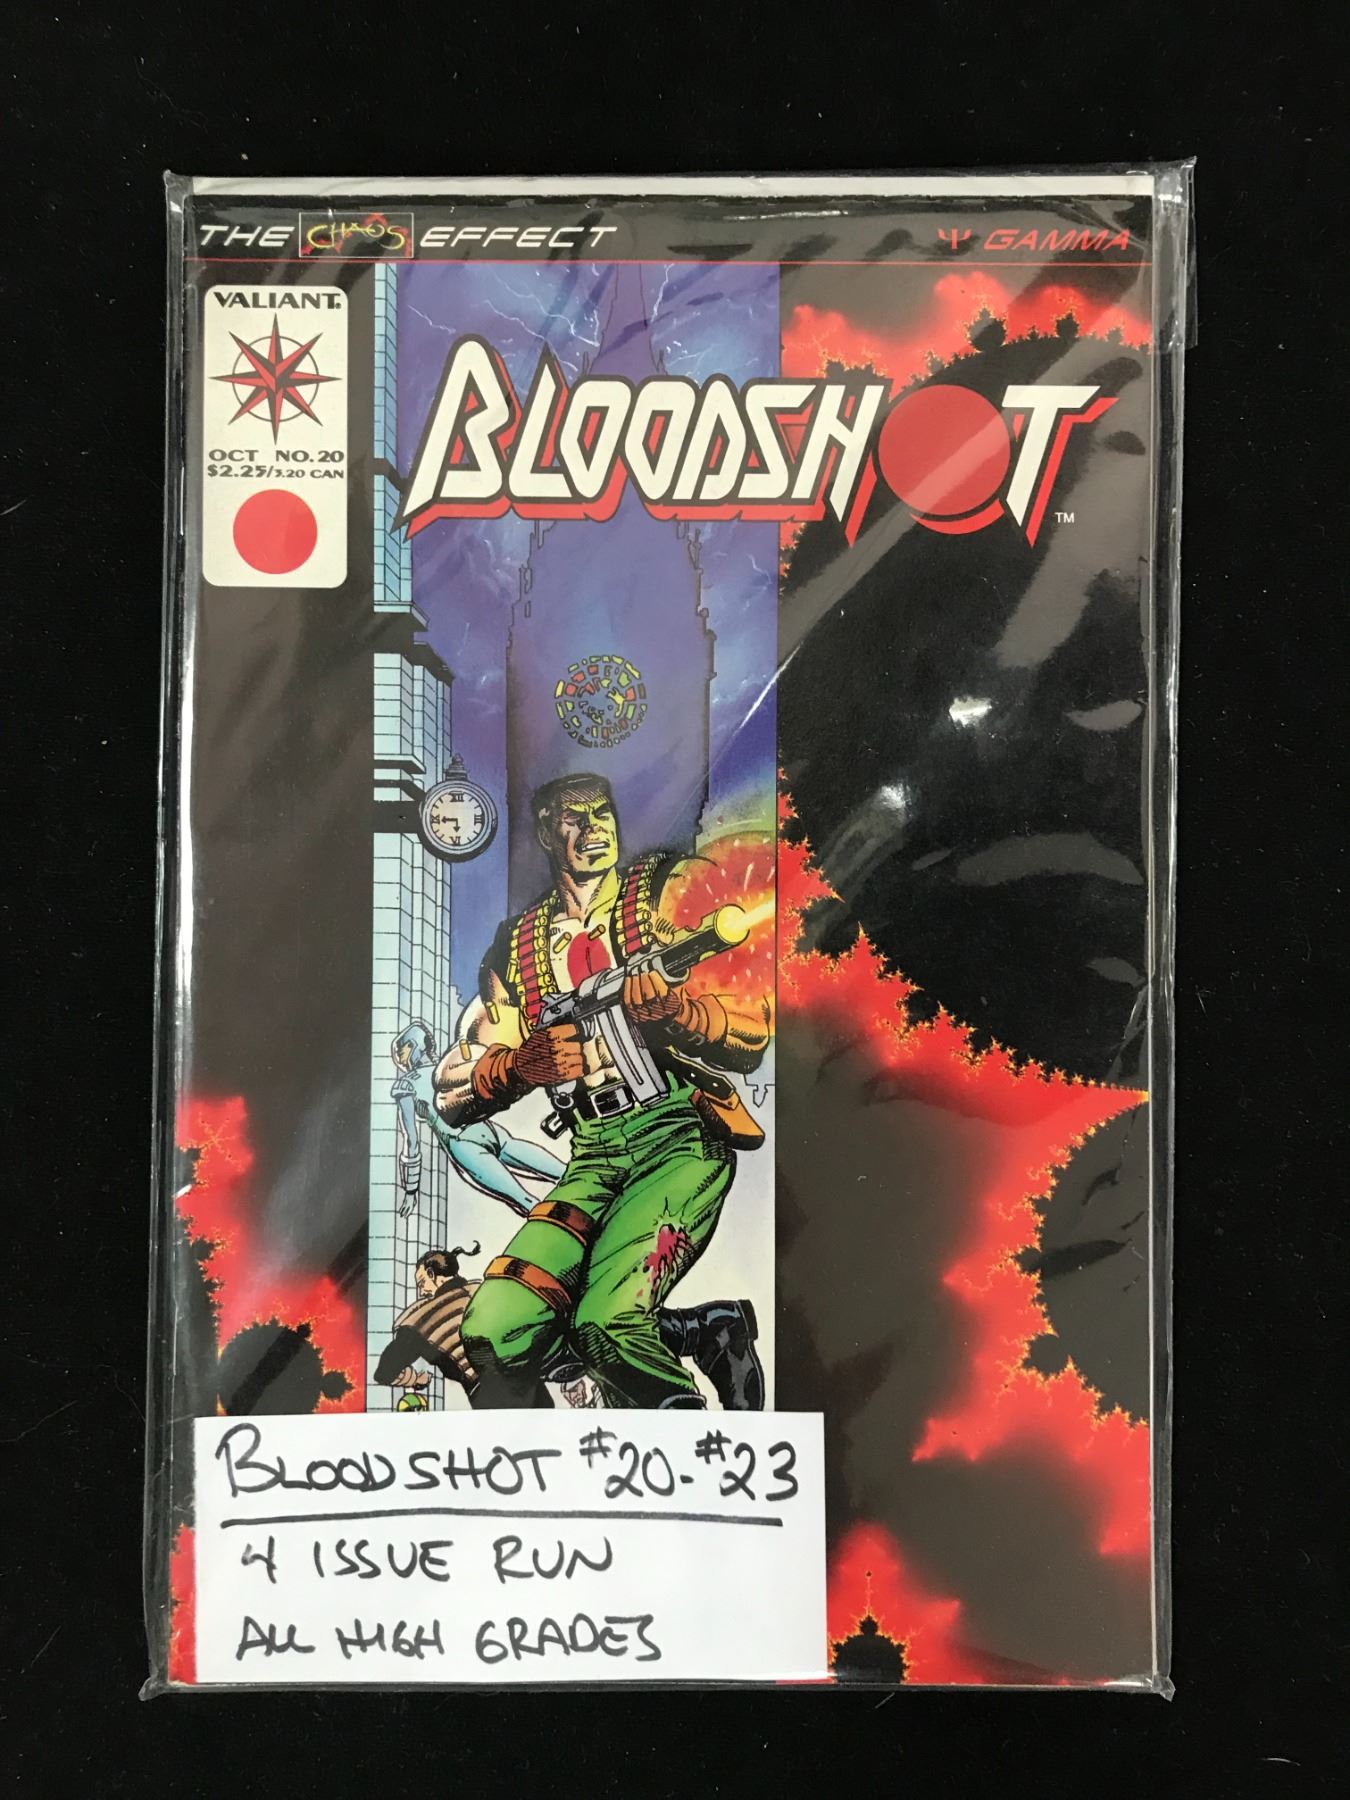 THE CHAOS EFFECT Ψ GAMMA
VALIANT.
OCT NO. 20
$2.25/3.20 CAN
BLOODSHOT
TM
BLOODSHOT #20-#23
4 ISSUE RUN
ALL HIGH GRADES